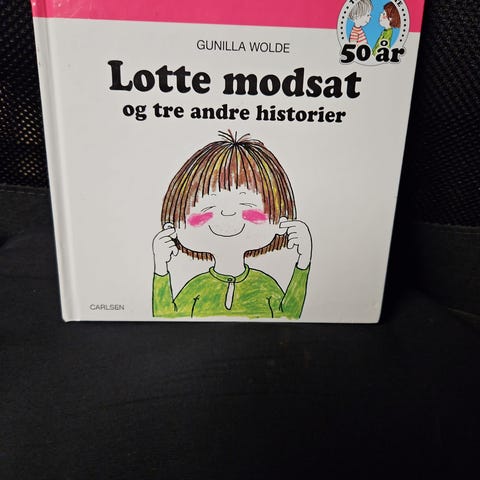 50 år
GUNILLA WOLDE
Lotte modsat
og tre andre historier
CARLSEN